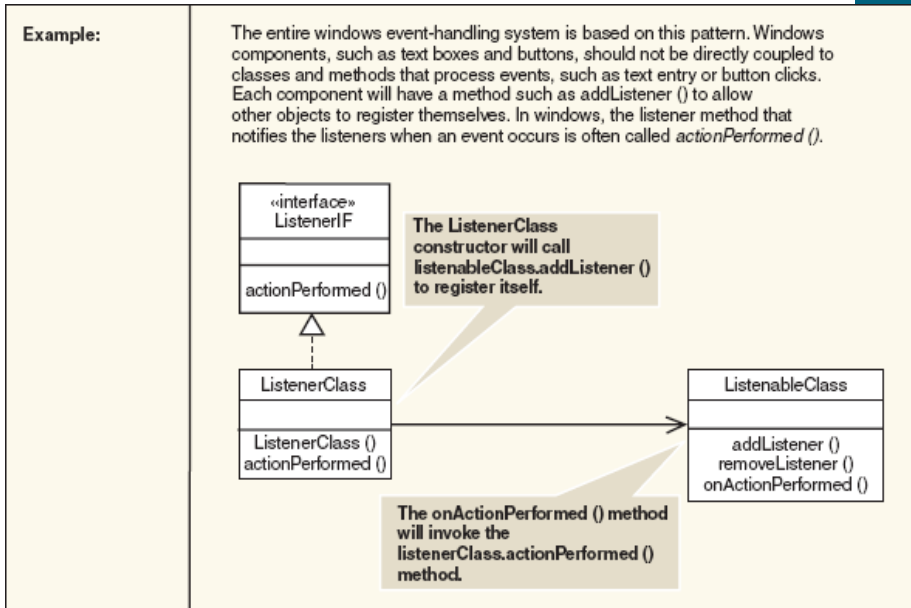 Example:
The entire windows event-handling system is based on this pattern. Windows
components, such as text boxes and buttons, should not be directly coupled to
classes and methods that process events, such as text entry or button clicks.
Each component will have a method such as addListener () to allow
other objects to register themselves. In windows, the listener method that
notifies the listeners when an event occurs is often called actionPerformed ().
«interface»
ListenerIF
actionPerformed ()
The ListenerClass
constructor will call
listenableClass.addListener ()
to register itself.
ListenerClass
ListenerClass ()
actionPerformed ()
ListenableClass
addListener ()
removeListener ()
onActionPerformed ()
The onActionPerformed () method
will invoke the
listenerClass.actionPerformed ()
method.